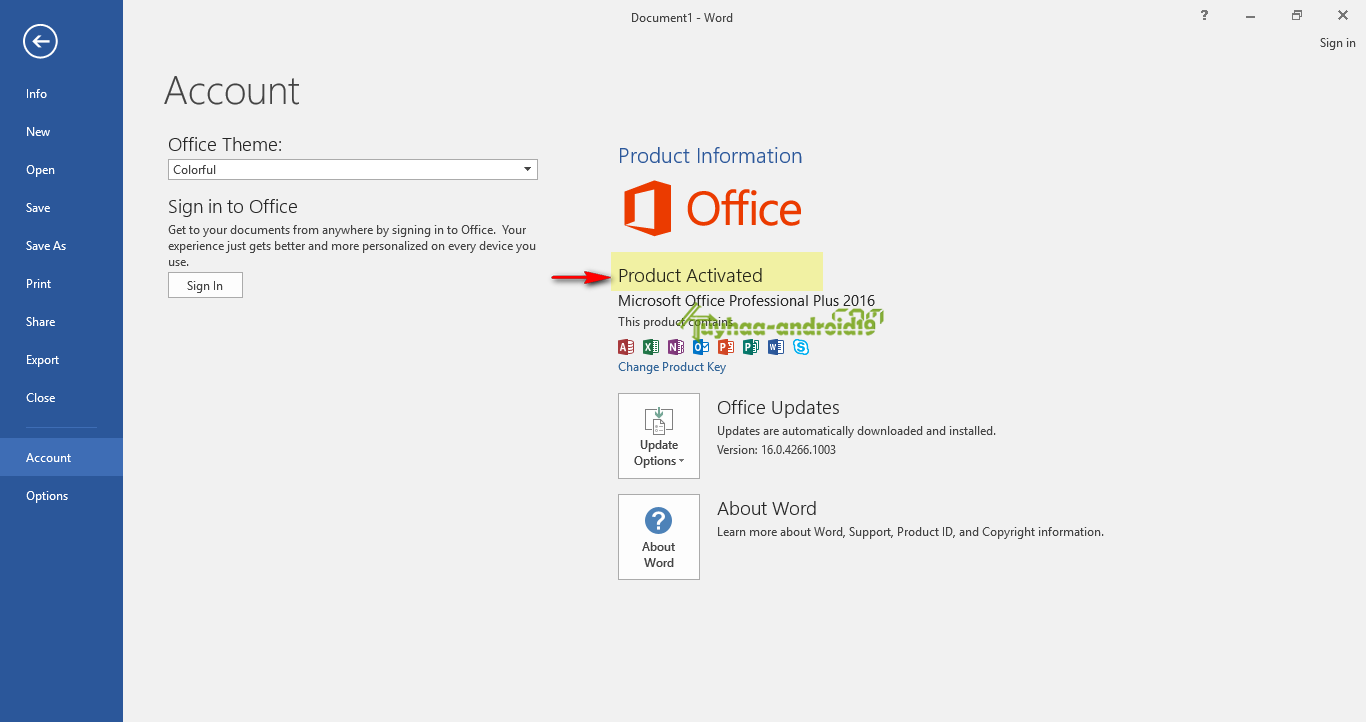 Document1 - Word
?
Sign in
Info
New
Open
Save
Save As
Print
Share
Export
Close
Account
Options
Account
Office Theme:
Colorful
Sign in to Office
Get to your documents from anywhere by signing in to Office. Your
experience just gets better and more personalized on every device you
use.
Sign In
Product Information
Office
Product Activated
Microsoft Office Professional Plus 2016
This product contains
Change Product Key
Update
Options
Office Updates
Updates are automatically downloaded and installed.
Version: 16.0.4266.1003
?
About
Word
About Word
Learn more about Word, Support, Product ID, and Copyright information.